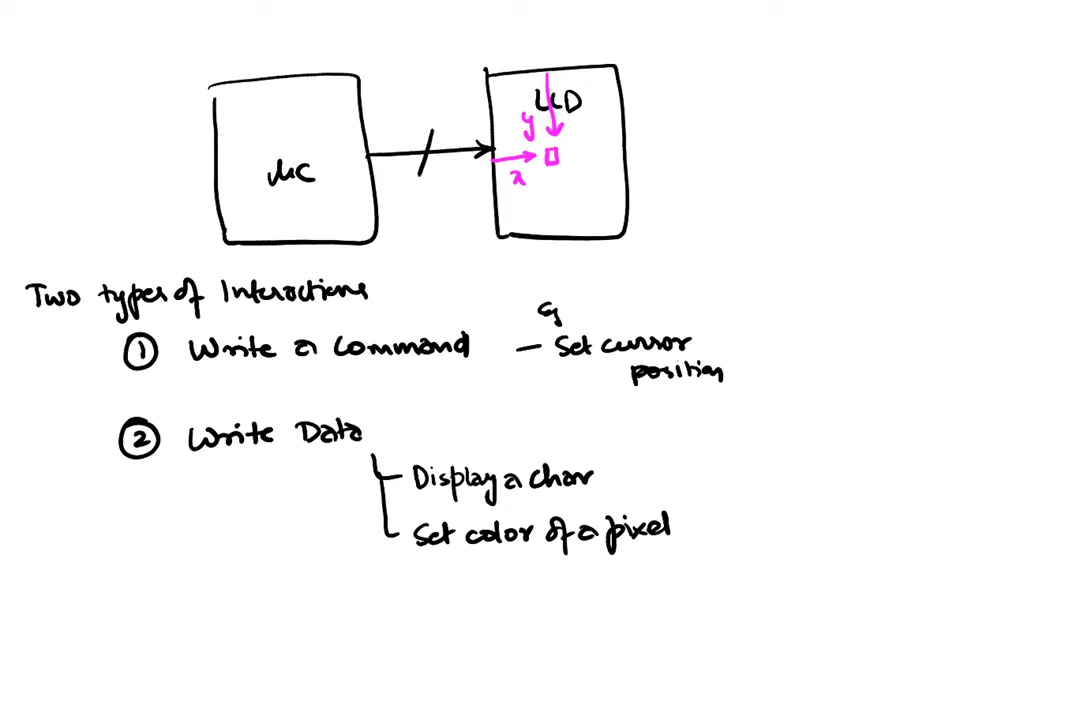 LCD
y
x
μC
Two types of Interactions
① Write a Command
eg
– Set cursor
position
② Write Data
Display a char
Set color of a pixel